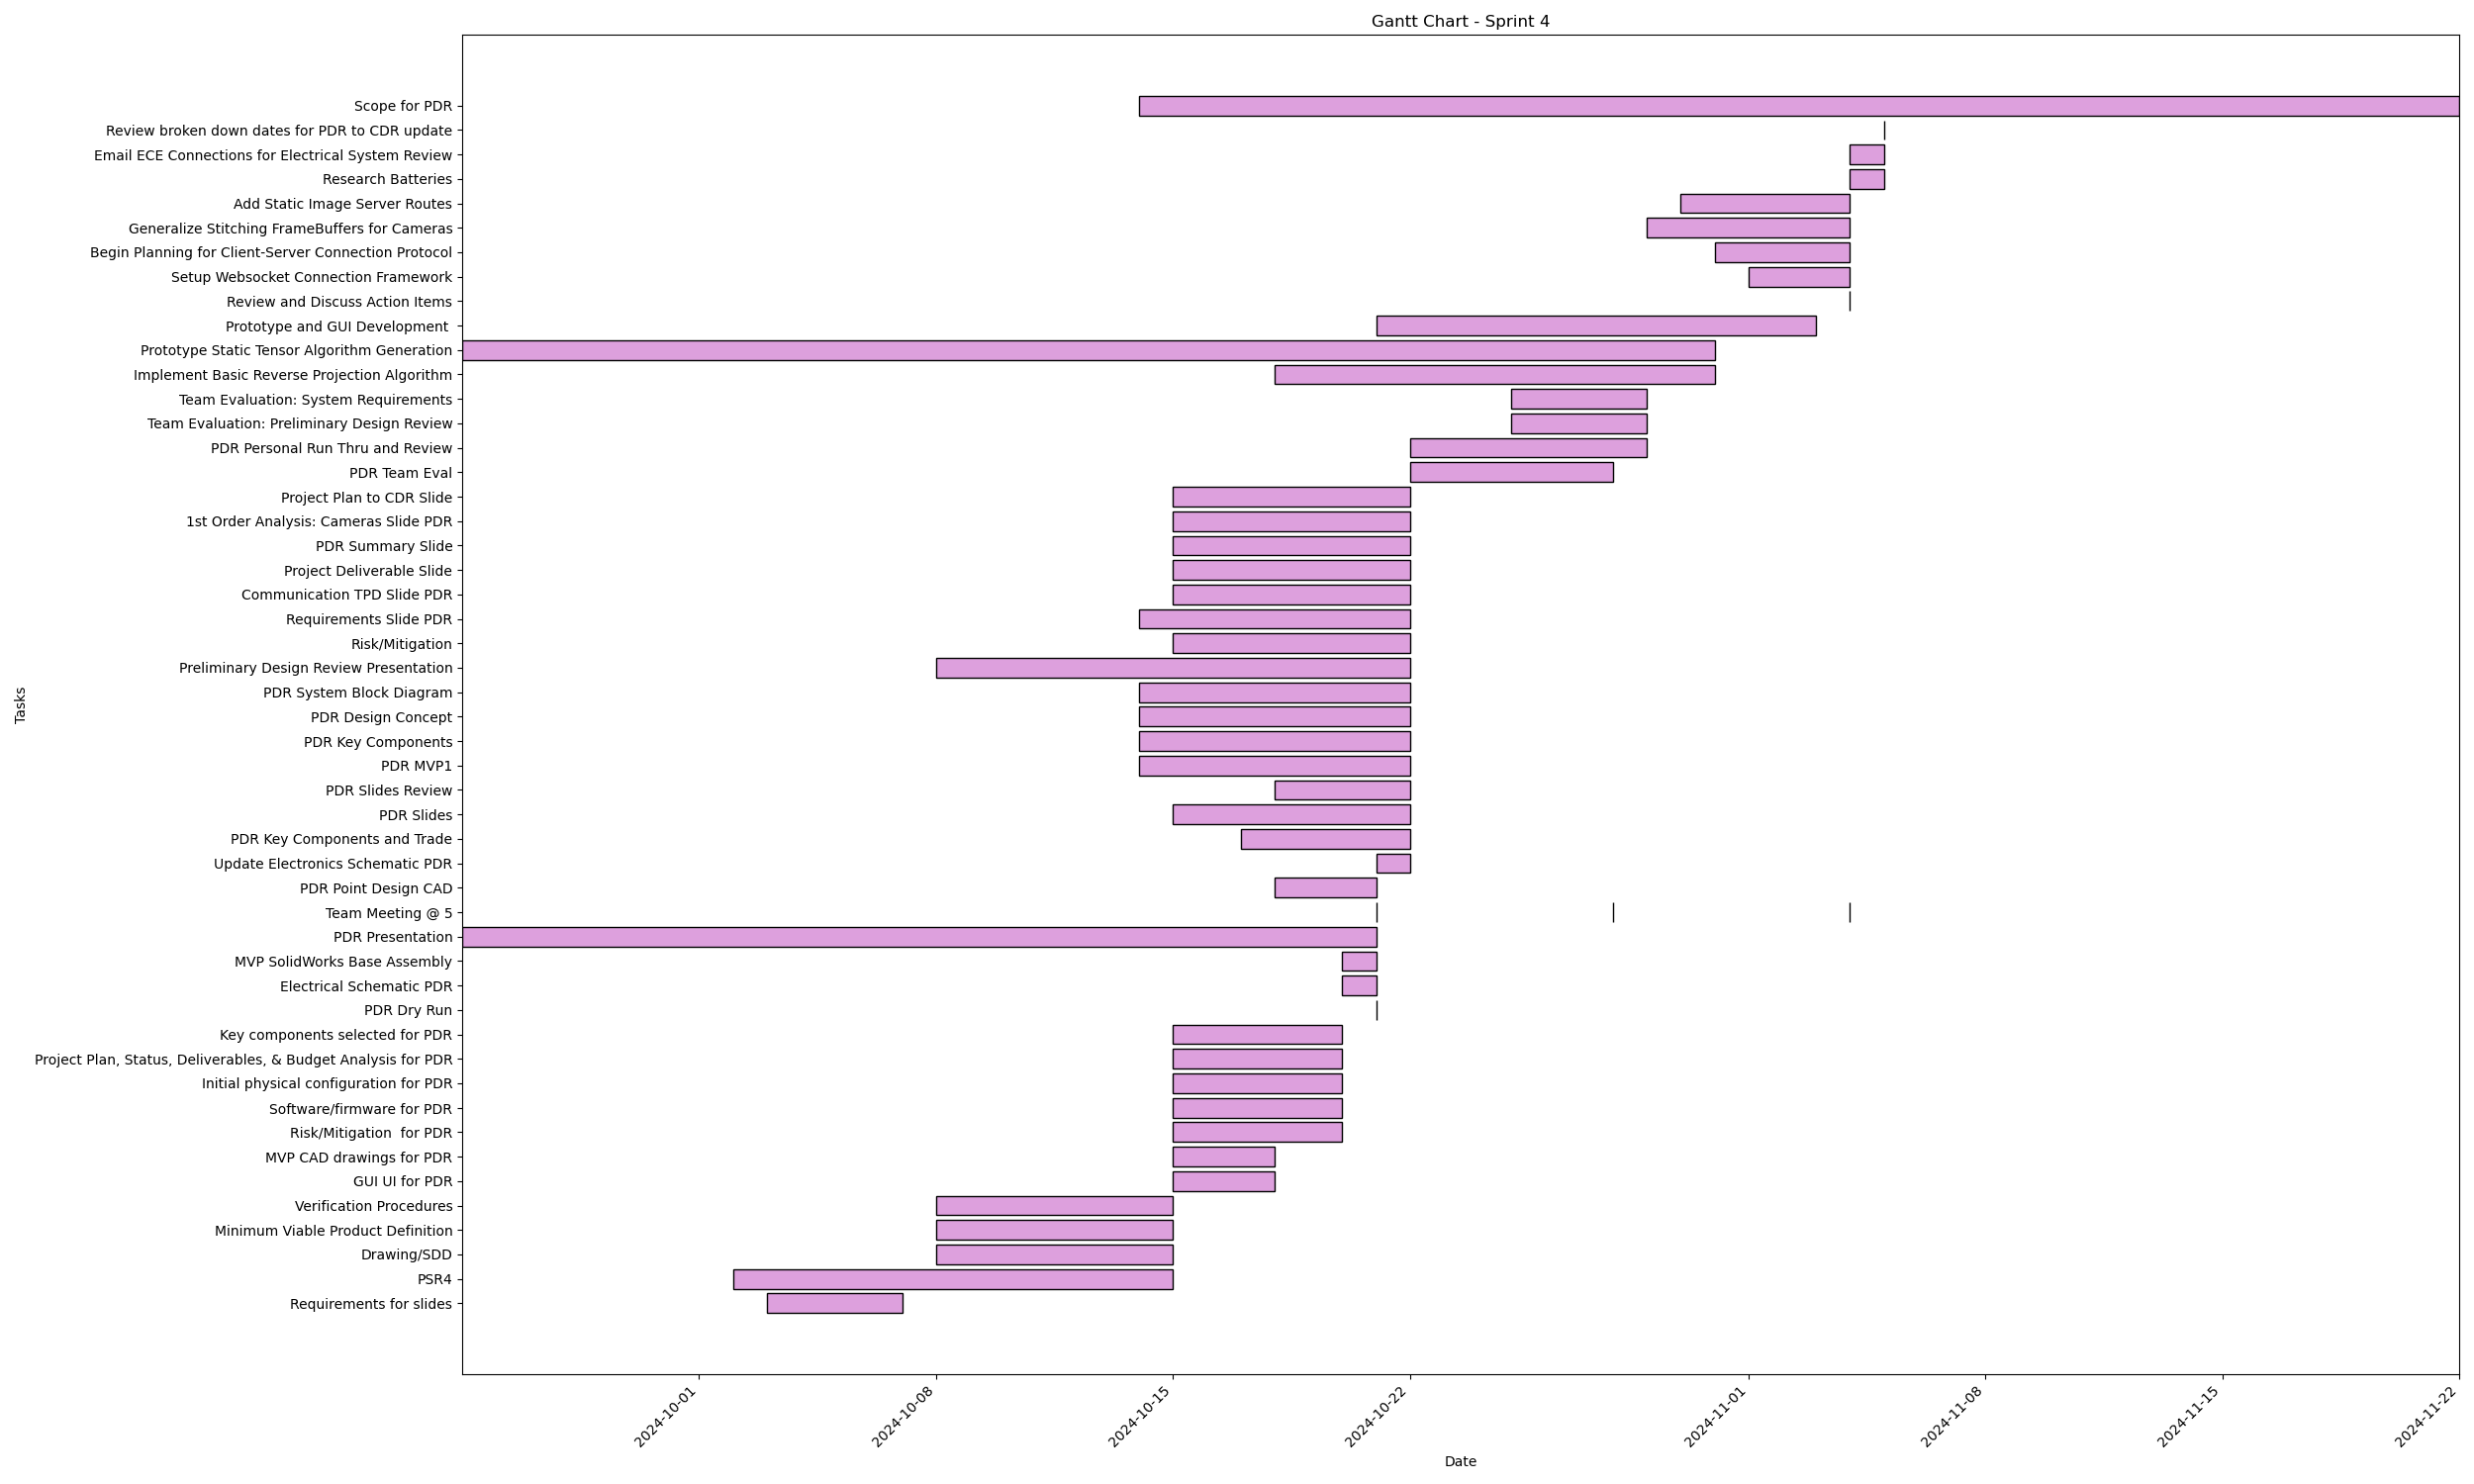 Gantt Chart - Sprint 4
Scope for PDR
Review broken down dates for PDR to CDR update
Email ECE Connections for Electrical System Review
Research Batteries
Add Static Image Server Routes
Generalize Stitching FrameBuffers for Cameras
Begin Planning for Client-Server Connection Protocol
Setup Websocket Connection Framework
Review and Discuss Action Items
Prototype and GUI Development
Prototype Static Tensor Algorithm Generation
Implement Basic Reverse Projection Algorithm
Team Evaluation: System Requirements
Team Evaluation: Preliminary Design Review
PDR Personal Run Thru and Review
PDR Team Eval
Project Plan to CDR Slide
1st Order Analysis: Cameras Slide PDR
PDR Summary Slide
Project Deliverable Slide
Communication TPD Slide PDR
Requirements Slide PDR
Risk/Mitigation
Preliminary Design Review Presentation
PDR System Block Diagram
PDR Design Concept
PDR Key Components
PDR MVP1
PDR Slides Review
PDR Slides
PDR Key Components and Trade
Update Electronics Schematic PDR
PDR Point Design CAD
Team Meeting @ 5
PDR Presentation
MVP SolidWorks Base Assembly
Electrical Schematic PDR
PDR Dry Run
Key components selected for PDR
Project Plan, Status, Deliverables, & Budget Analysis for PDR
Initial physical configuration for PDR
Software/firmware for PDR
Risk/Mitigation  for PDR
MVP CAD drawings for PDR
GUI UI for PDR
Verification Procedures
Minimum Viable Product Definition
Drawing/SDD
PSR4
Requirements for slides
Tasks
2024-10-01
2024-10-08
2024-10-15
2024-10-22
2024-11-01
2024-11-08
2024-11-15
2024-11-22
Date